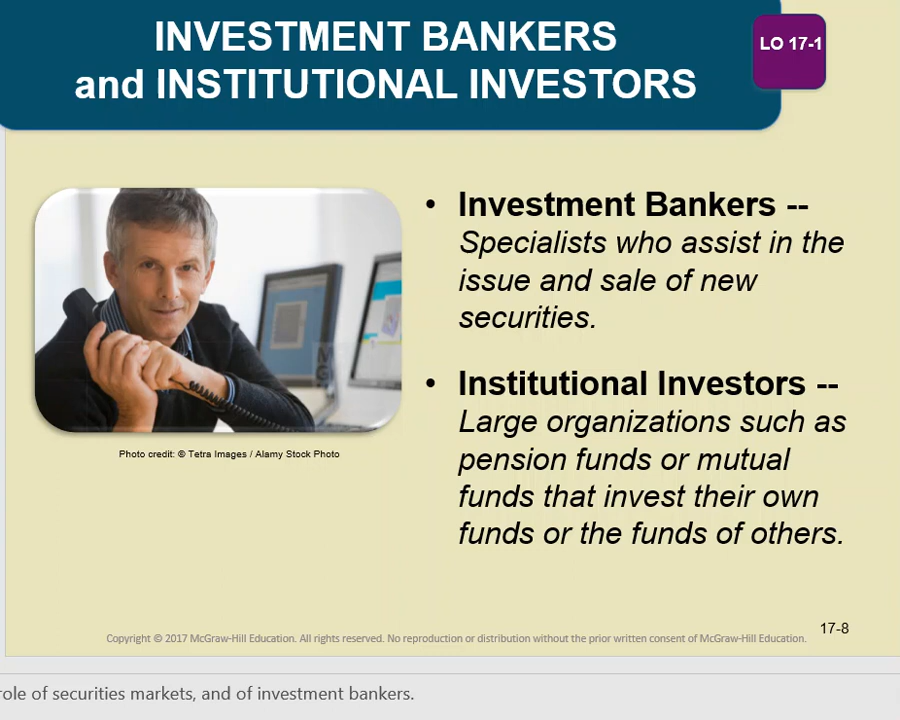 INVESTMENT BANKERS
and INSTITUTIONAL INVESTORS
LO 17-1
• Investment Bankers --
Specialists who assist in the
issue and sale of new
securities.
• Institutional Investors --
Large organizations such as
pension funds or mutual
funds that invest their own
funds or the funds of others.
Photo credit: © Tetra Images / Alamy Stock Photo
17-8
Copyright © 2017 McGraw-Hill Education. All rights reserved. No reproduction or distribution without the prior written consent of McGraw-Hill Education.
role of securities markets, and of investment bankers.